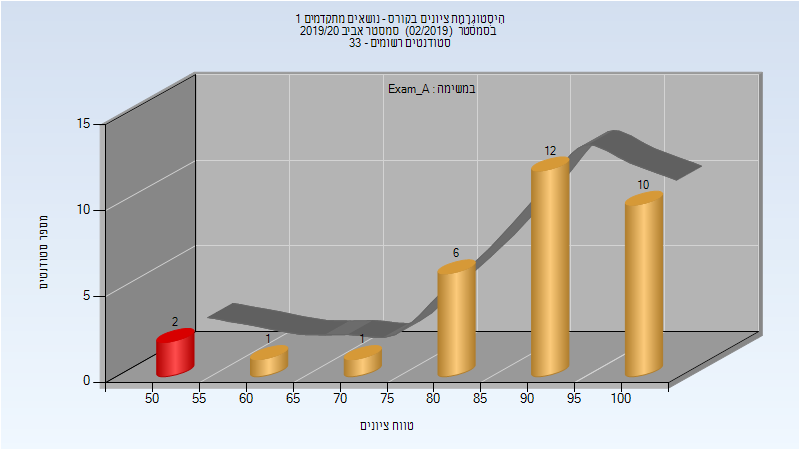 היסטוגרמת ציונים בקורס - נושאים מתקדמים 1
בסמסטר (02/2019) סמסטר אביב 2019/20
סטודנטים רשומים - 33
במשימה : Exam_A
מספר סטודנטים
15
10
5
0
2
1
1
6
12
10
50 55 60 65 70 75 80 85 90 95 100
טווח ציונים